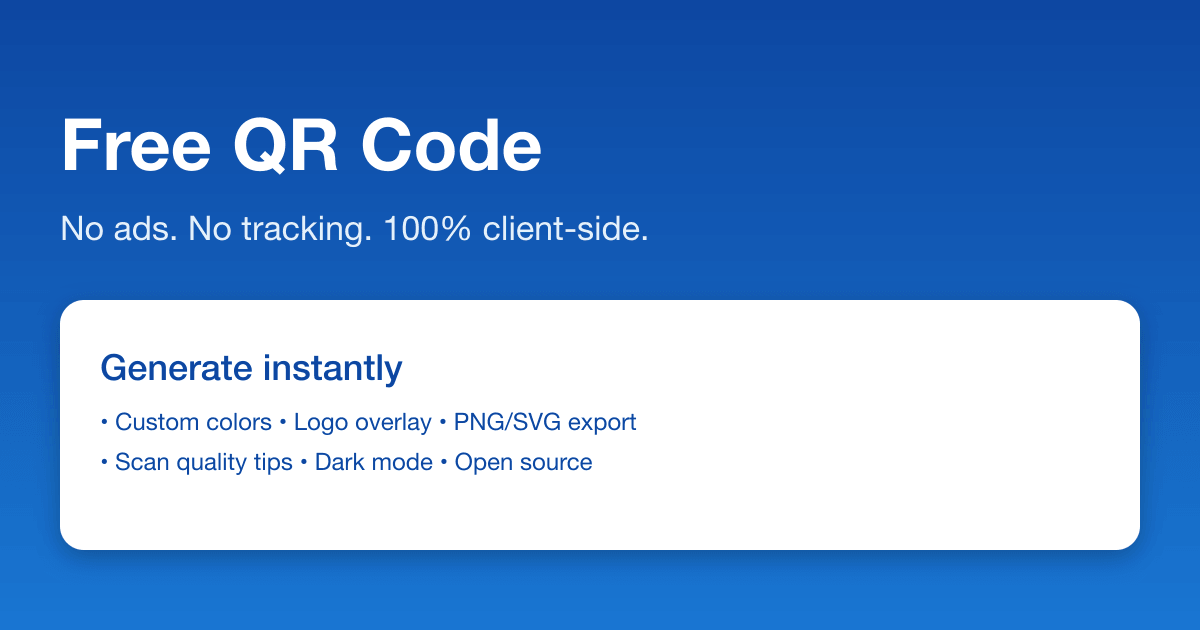 Free QR Code
No ads. No tracking. 100% client-side.
Generate instantly
• Custom colors • Logo overlay • PNG/SVG export
• Scan quality tips • Dark mode • Open source